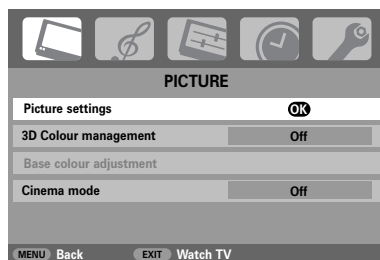 PICTURE
Picture settings OK
3D Colour management Off
Base colour adjustment
Cinema mode Off
MENU Back EXIT Watch TV